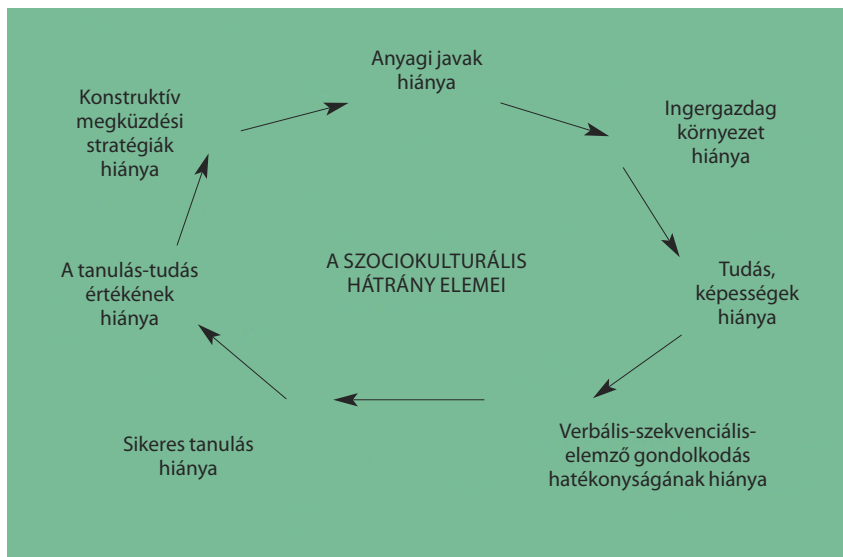 Anyagi javak
hiánya
Ingergazdag
környezet
hiánya
Tudás,
képességek
hiánya
Verbális-szekvenciális-
elemző gondolkodás
hatékonyságának hiánya
Sikeres tanulás
hiánya
A tanulás-tudás
értékének
hiánya
Konstruktív
megküzdési
stratégiák
hiánya
A SZOCIOKULTURÁLIS
HÁTRÁNY ELEMEI